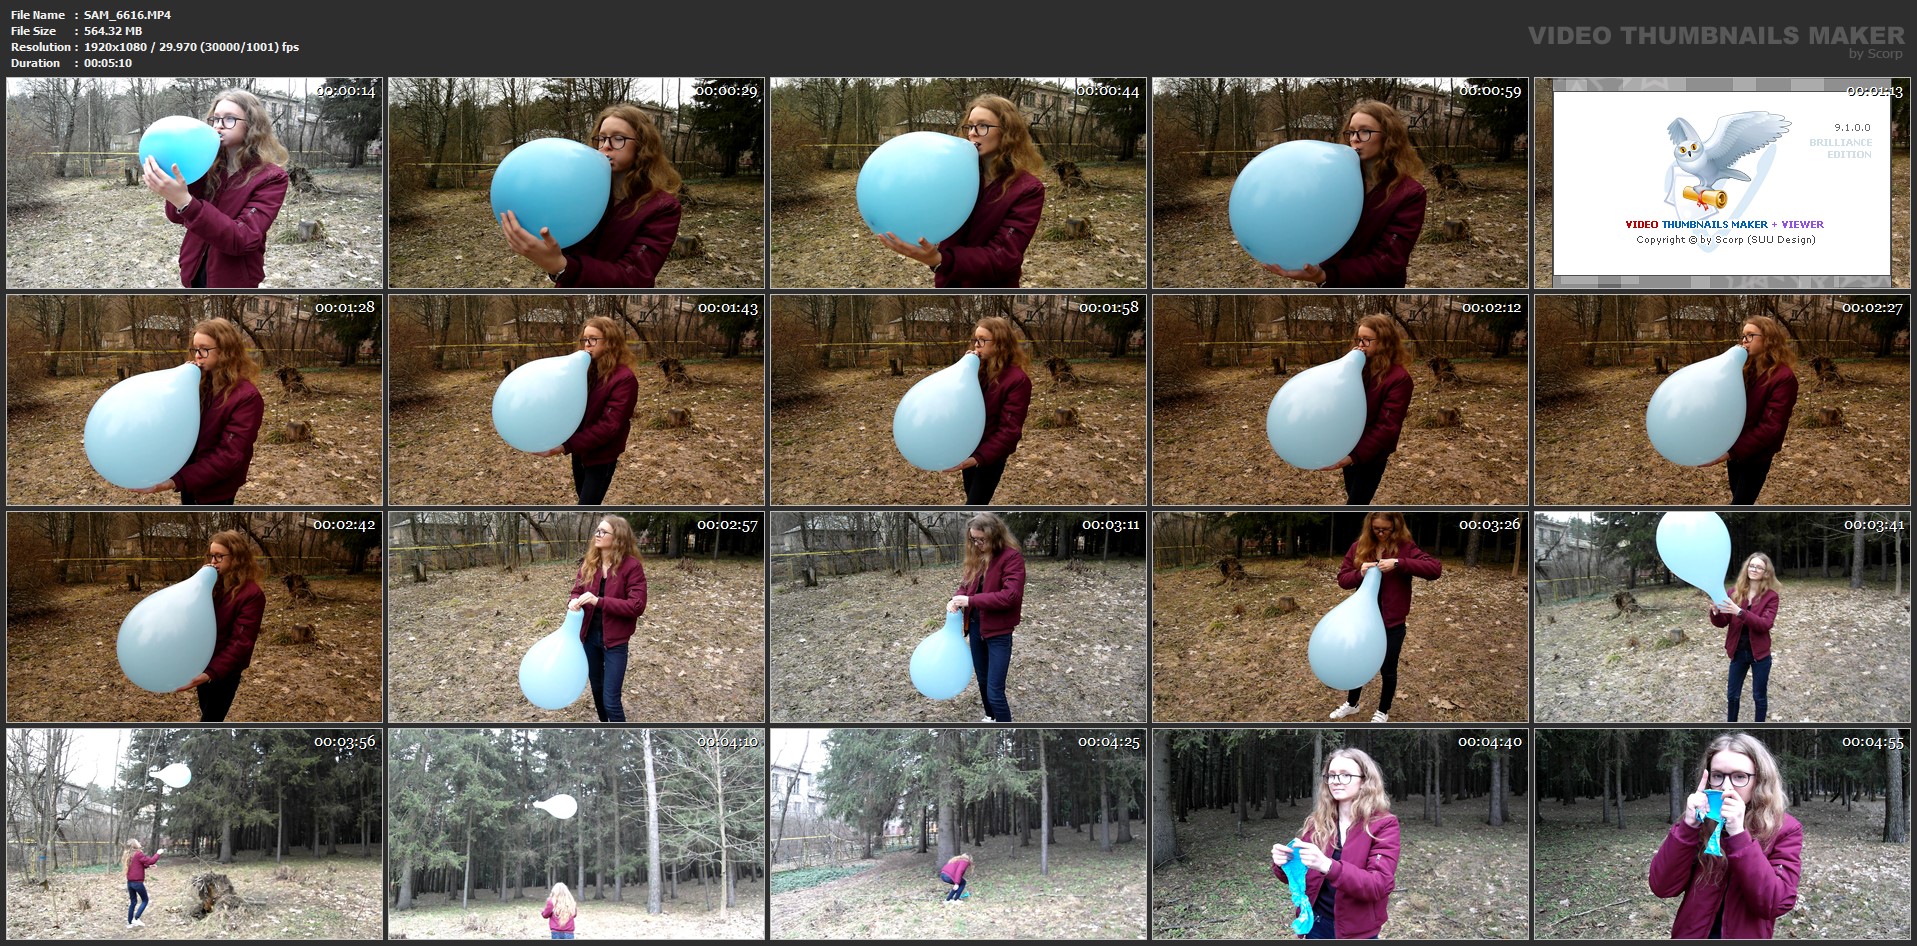 File Name : SAM_6616.MP4
File Size : 564.32 MB
Resolution : 1920x1080 / 29.970 (30000/1001) fps
Duration : 00:05:10
VIDEO THUMBNAILS MAKER
by Scorp
00:00:14
00:00:29
00:00:44
00:00:59
00:01:13
9.1.0.0
BRILLIANCE
EDITION
VIDEO THUMBNAILS MAKER + VIEWER
Copyright © by Scorp (SUU Design)
00:01:28
00:01:43
00:01:58
00:02:12
00:02:27
00:02:42
00:02:57
00:03:11
00:03:26
00:03:41
00:03:56
00:04:10
00:04:25
00:04:40
00:04:55